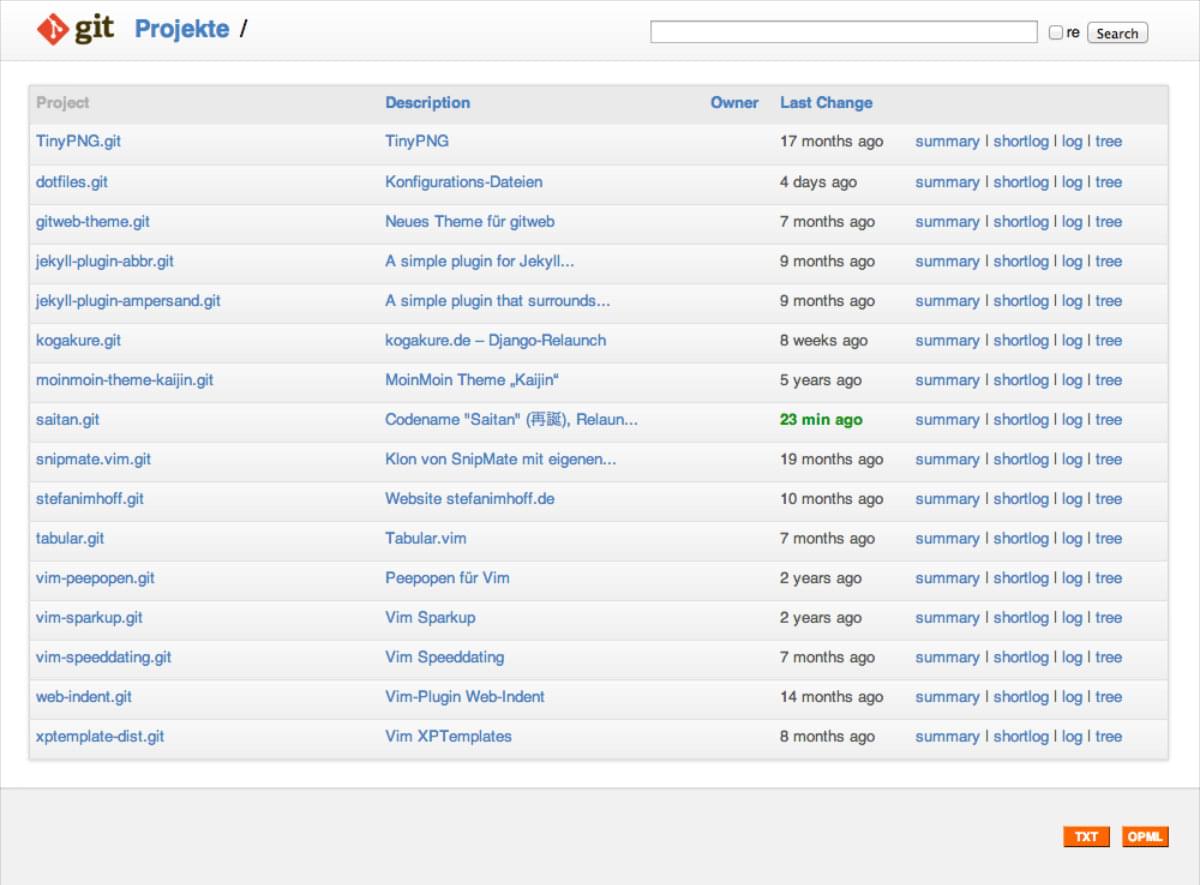 git Projekte /
re Search
Project Description Owner Last Change
TinyPNG.git TinyPNG 17 months ago summary | shortlog | log | tree
dotfiles.git Konfigurations-Dateien 4 days ago summary | shortlog | log | tree
gitweb-theme.git Neues Theme für gitweb 7 months ago summary | shortlog | log | tree
jekyll-plugin-abbr.git A simple plugin for Jekyll... 9 months ago summary | shortlog | log | tree
jekyll-plugin-ampersand.git A simple plugin that surrounds... 9 months ago summary | shortlog | log | tree
kogakure.git kogakure.de – Django-Relaunch 8 weeks ago summary | shortlog | log | tree
moinmoin-theme-kaijin.git MoinMoin Theme „Kaijin“ 5 years ago summary | shortlog | log | tree
saitan.git Codename "Saitan" (再誕), Relaun... 23 min ago summary | shortlog | log | tree
snipmate.vim.git Klon von SnipMate mit eigenen... 19 months ago summary | shortlog | log | tree
stefanimhoff.git Website stefanimhoff.de 10 months ago summary | shortlog | log | tree
tabular.git Tabular.vim 7 months ago summary | shortlog | log | tree
vim-peepopen.git Peepopen für Vim 2 years ago summary | shortlog | log | tree
vim-sparkup.git Vim Sparkup 2 years ago summary | shortlog | log | tree
vim-speeddating.git Vim Speeddating 7 months ago summary | shortlog | log | tree
web-indent.git Vim-Plugin Web-Indent 14 months ago summary | shortlog | log | tree
xptemplate-dist.git Vim XPTemplates 8 months ago summary | shortlog | log | tree
TXT OPML